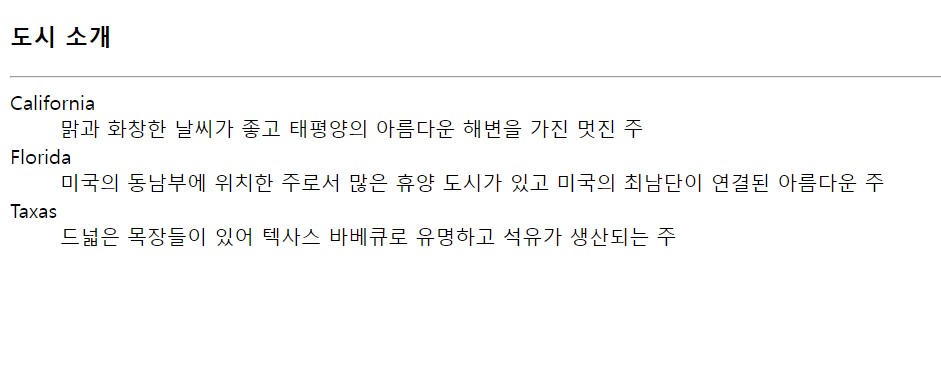 도시 소개
California
맑과 화창한 날씨가 좋고 태평양의 아름다운 해변을 가진 멋진 주
Florida
미국의 동남부에 위치한 주로서 많은 휴양 도시가 있고 미국의 최남단이 연결된 아름다운 주
Taxas
드넓은 목장들이 있어 텍사스 바베큐로 유명하고 석유가 생산되는 주